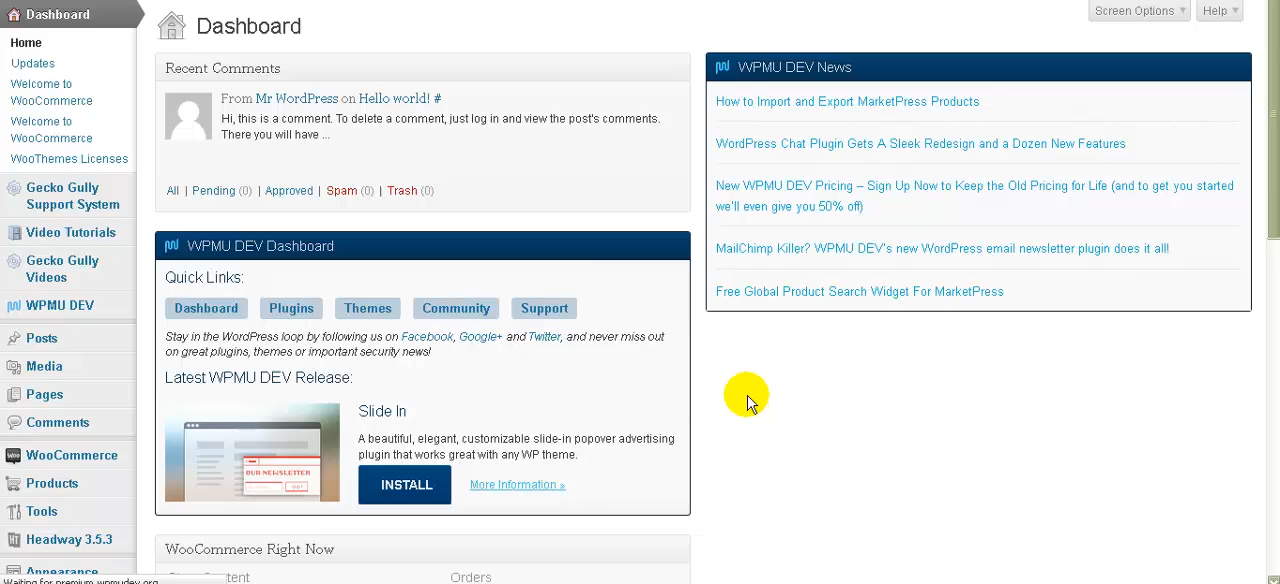 Dashboard
Home
Updates
Welcome to
WooCommerce
Welcome to
WooCommerce
WooThemes Licenses
Gecko Gully
Support System
Video Tutorials
Gecko Gully
Videos
WPMU DEV
Posts
Media
Pages
Comments
WooCommerce
Products
Tools
Headway 3.5.3
Appearance
Waiting for premium.wpmudev.org
Dashboard
Screen Options
Help
Recent Comments
From Mr WordPress on Hello world! #
Hi, this is a comment. To delete a comment, just log in and view the post's comments.
There you will have ...
All | Pending (0) | Approved | Spam (0) | Trash (0)
WPMU DEV Dashboard
Quick Links:
Dashboard Plugins Themes Community Support
Stay in the WordPress loop by following us on Facebook, Google+ and Twitter, and never miss out
on great plugins, themes or important security news!
Latest WPMU DEV Release:
OUR NEWSLETTER
Slide In
A beautiful, elegant, customizable slide-in popover advertising
plugin that works great with any WP theme.
INSTALL
More Information »
WooCommerce Right Now
Orders
WPMU DEV News
How to Import and Export MarketPress Products
WordPress Chat Plugin Gets A Sleek Redesign and a Dozen New Features
New WPMU DEV Pricing – Sign Up Now to Keep the Old Pricing for Life (and to get you started
we'll even give you 50% off)
MailChimp Killer? WPMU DEV's new WordPress email newsletter plugin does it all!
Free Global Product Search Widget For MarketPress